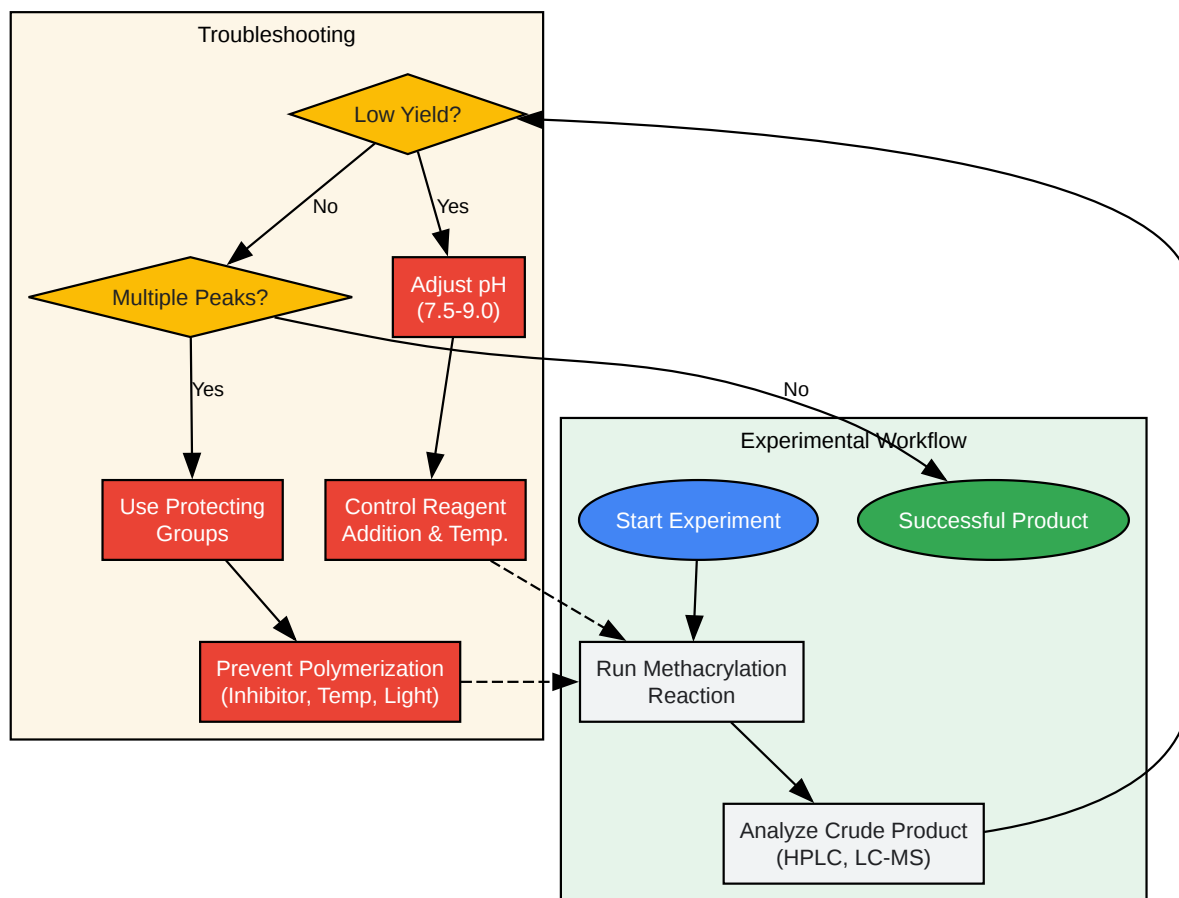 Troubleshooting
Low Yield?
No
Yes
Multiple Peaks?
Adjust pH
(7.5-9.0)
Yes
No
Experimental Workflow
Use Protecting
Groups
Control Reagent
Addition & Temp.
Start Experiment
Successful Product
Prevent Polymerization
(Inhibitor, Temp, Light)
Run Methacrylation
Reaction
Analyze Crude Product
(HPLC, LC-MS)